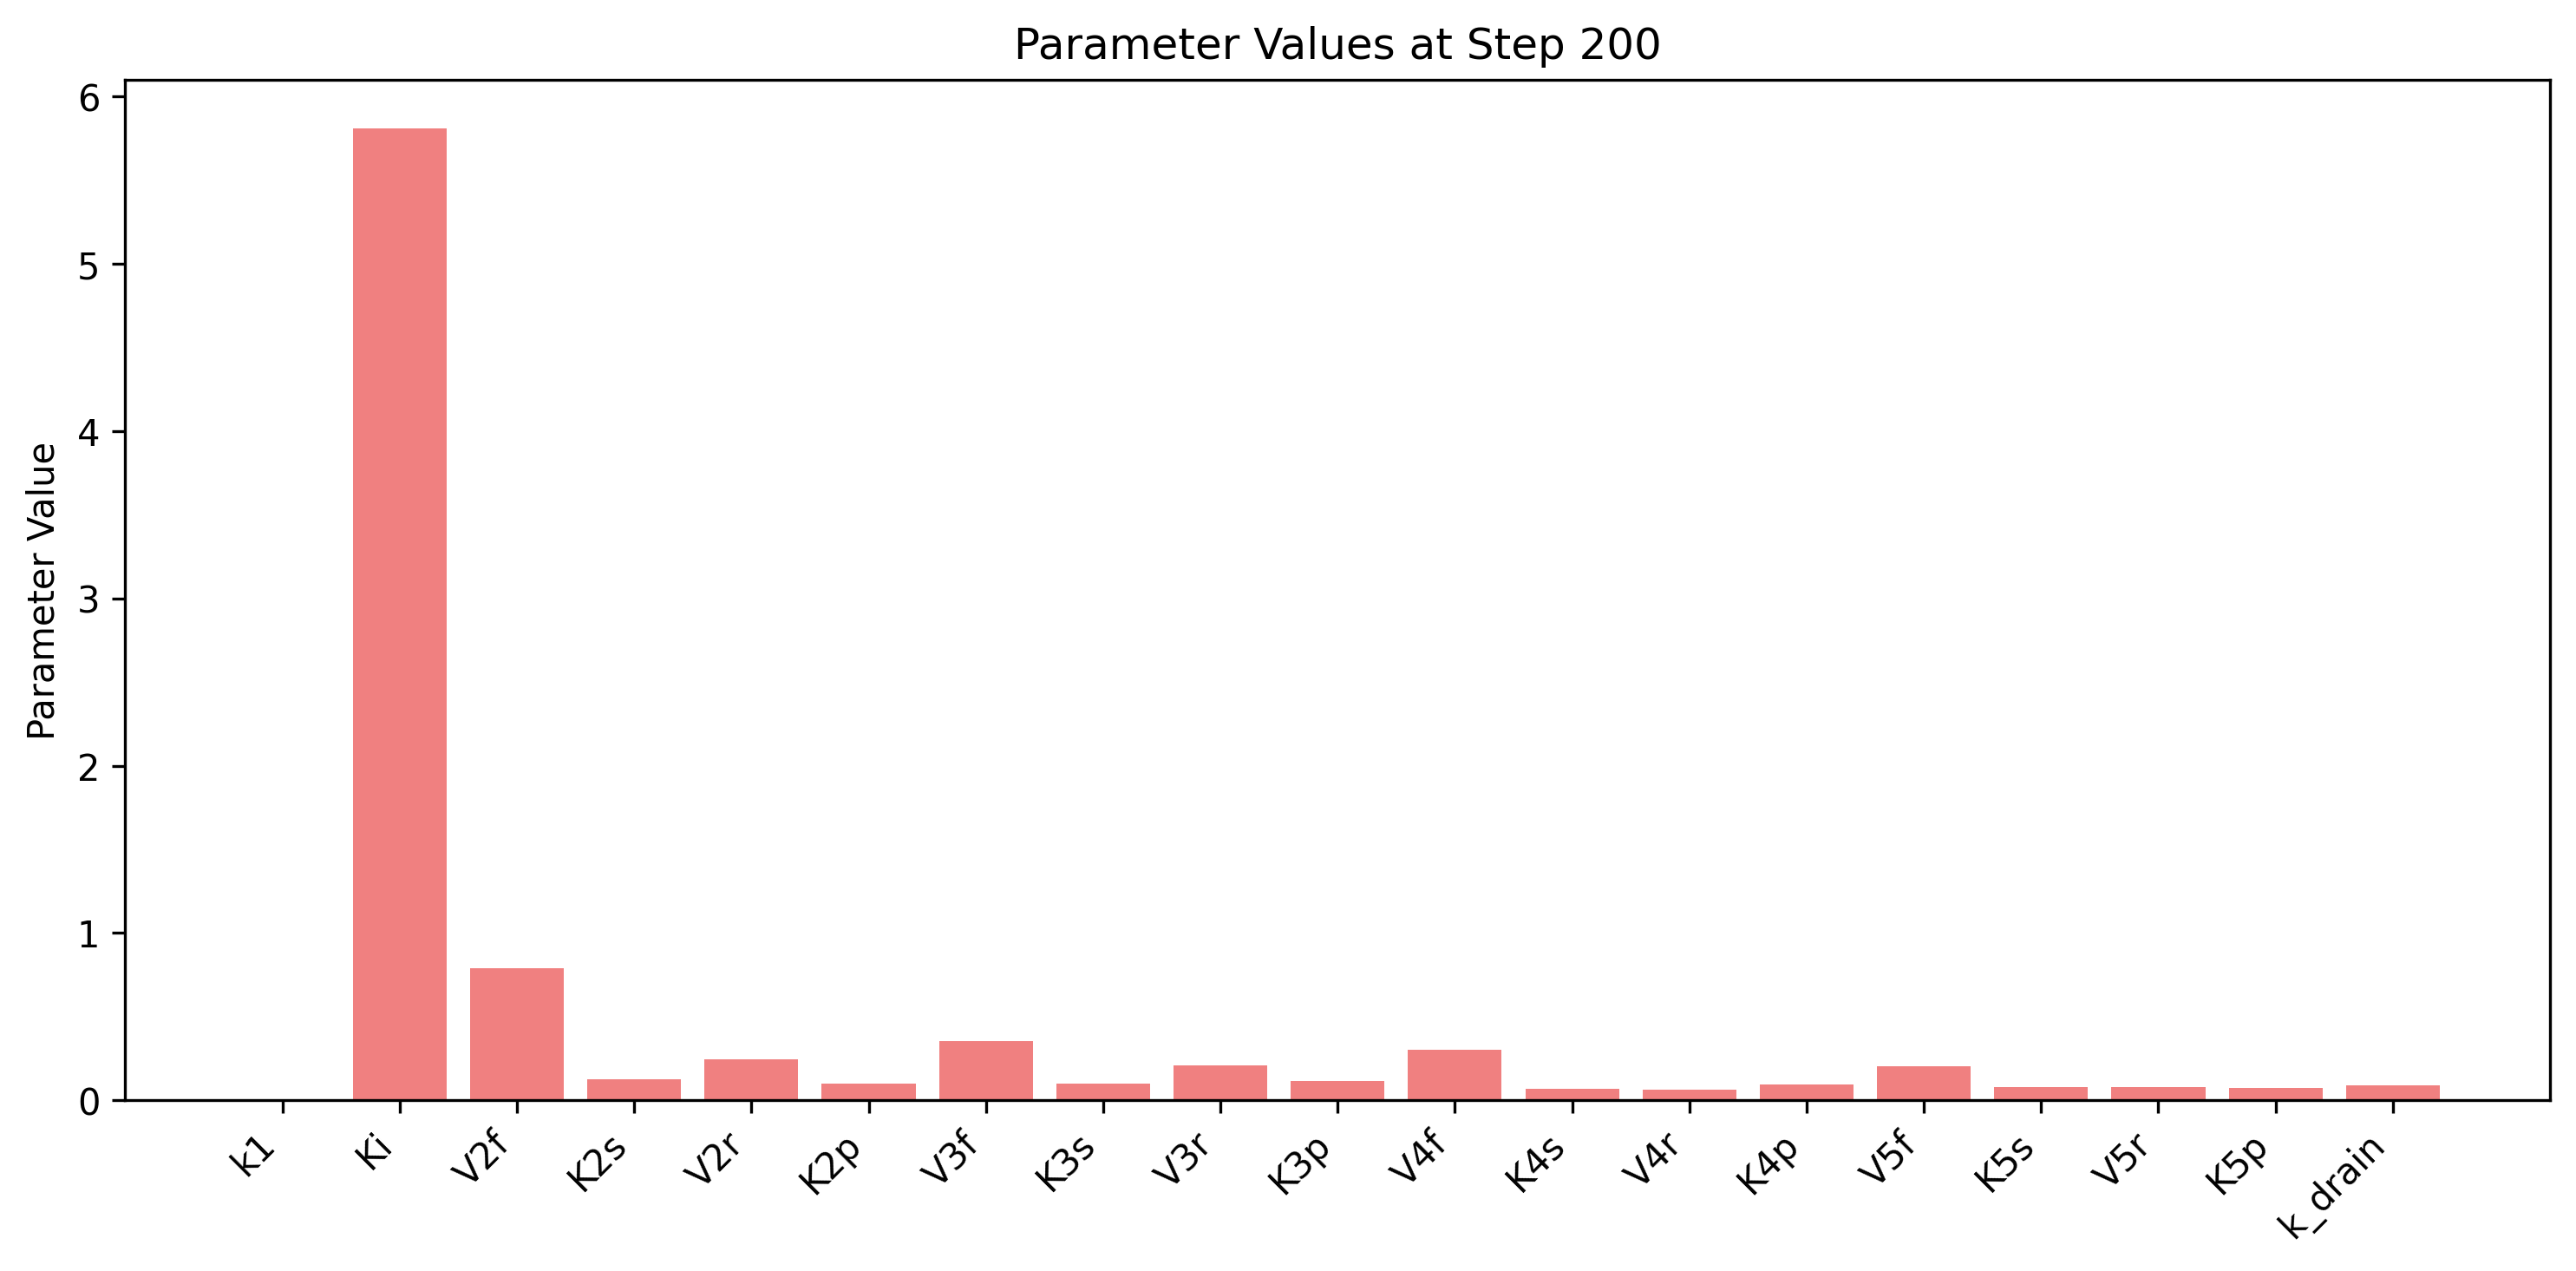 Parameter Values at Step 200
Parameter Value
6
5
4
3
2
1
0
k1
Ki
V2f
K2s
V2r
K2p
V3f
K3s
V3r
K3p
V4f
K4s
V4r
K4p
V5f
K5s
V5r
K5p
k_drain